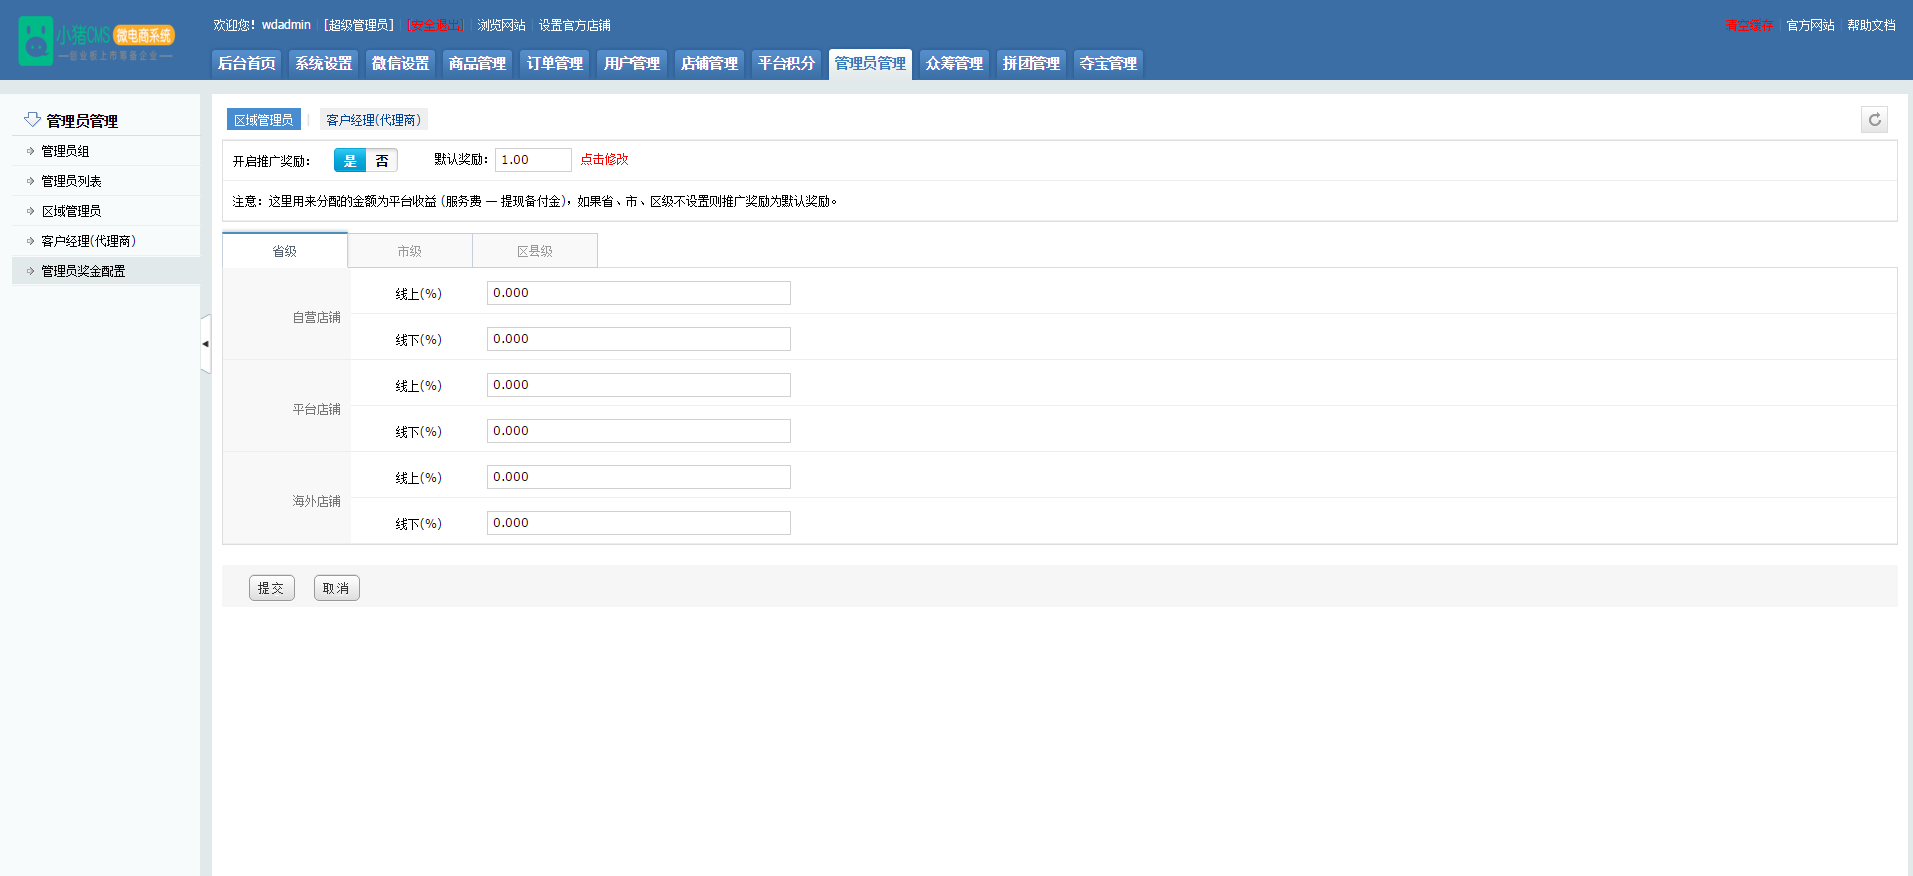 小猪CMS 微电商系统
欢迎您！wdadmin [超级管理员] [安全退出] 浏览网站 设置官方店铺
清空缓存 官方网站 帮助文档
后台首页 系统设置 微信设置 商品管理 订单管理 用户管理 店铺管理 平台积分 管理员管理 众筹管理 拼团管理 夺宝管理
管理员管理
管理员组
管理员列表
区域管理员
客户经理(代理商)
管理员奖金配置
区域管理员 客户经理(代理商)
开启推广奖励： 是 否 默认奖励：1.00 点击修改
注意：这里用来分配的金额为平台收益 (服务费 — 提现备付金)，如果省、市、区级不设置则推广奖励为默认奖励。
省级 市级 区县级
自营店铺
线上(%) 0.000
线下(%) 0.000
平台店铺
线上(%) 0.000
线下(%) 0.000
海外店铺
线上(%) 0.000
线下(%) 0.000
提交 取消